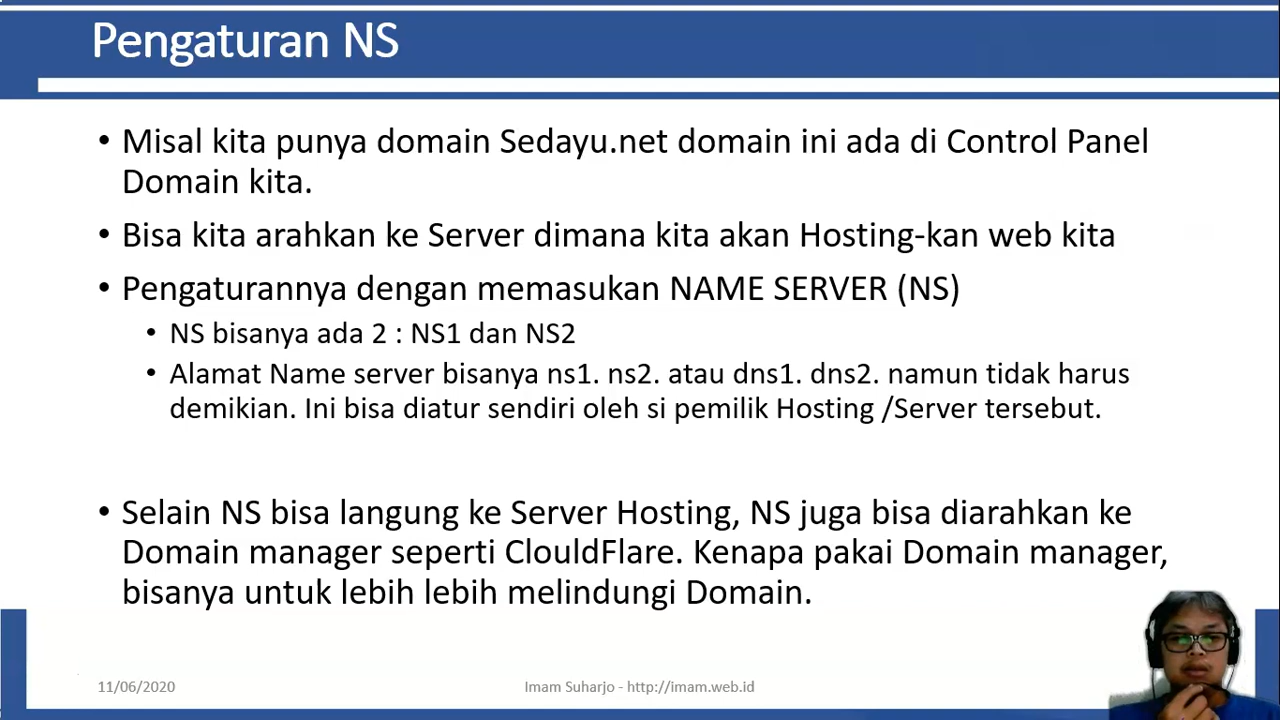 Pengaturan NS
• Misal kita punya domain Sedayu.net domain ini ada di Control Panel
Domain kita.
• Bisa kita arahkan ke Server dimana kita akan Hosting-kan web kita
• Pengaturannya dengan memasukan NAME SERVER (NS)
• NS bisanya ada 2 : NS1 dan NS2
• Alamat Name server bisanya ns1. ns2. atau dns1. dns2. namun tidak harus
demikian. Ini bisa diatur sendiri oleh si pemilik Hosting /Server tersebut.
• Selain NS bisa langung ke Server Hosting, NS juga bisa diarahkan ke
Domain manager seperti ClouldFlare. Kenapa pakai Domain manager,
bisanya untuk lebih lebih melindungi Domain.
11/06/2020
Imam Suharjo - http://imam.web.id